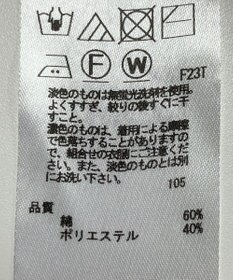 F W
F23T
淡色のものは無蛍光洗剤を使用。
よくすすぎ、絞りの後すぐに干
すこと。
濃色のものは、着用による摩擦
で色落ちすることがありますの
で、組合せの衣服にご注意くださ
い。また、淡色のものとは別
にお洗い下さい。
105
品質
綿 60%
ポリエステル 40%